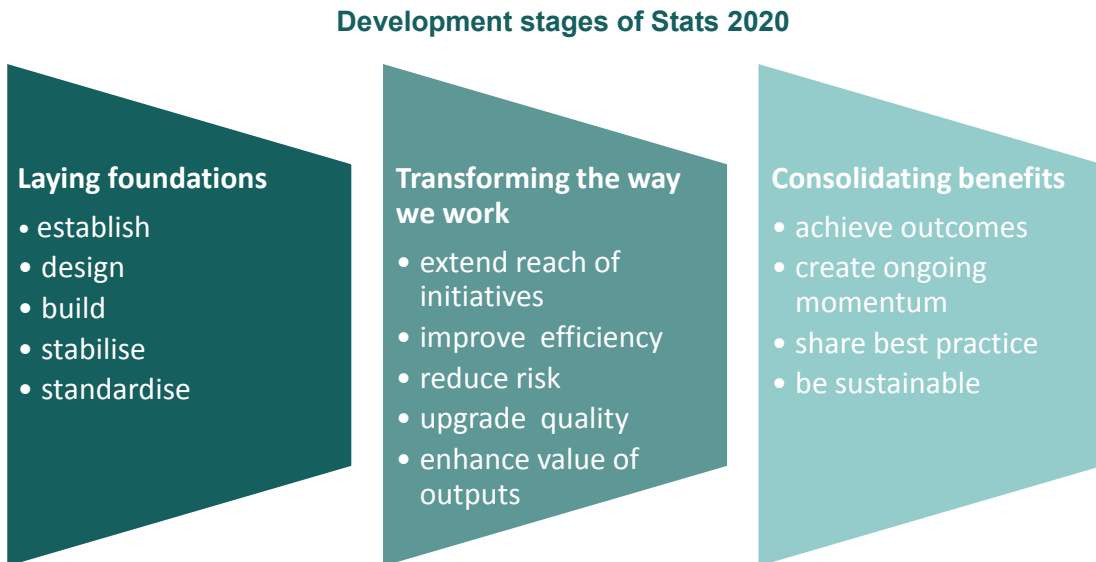 Development stages of Stats 2020
Laying foundations
• establish
• design
• build
• stabilise
• standardise
Transforming the way
we work
• extend reach of
initiatives
• improve  efficiency
• reduce risk
• upgrade  quality
• enhance value of
outputs
Consolidating benefits
• achieve outcomes
• create ongoing
momentum
• share best practice
• be sustainable